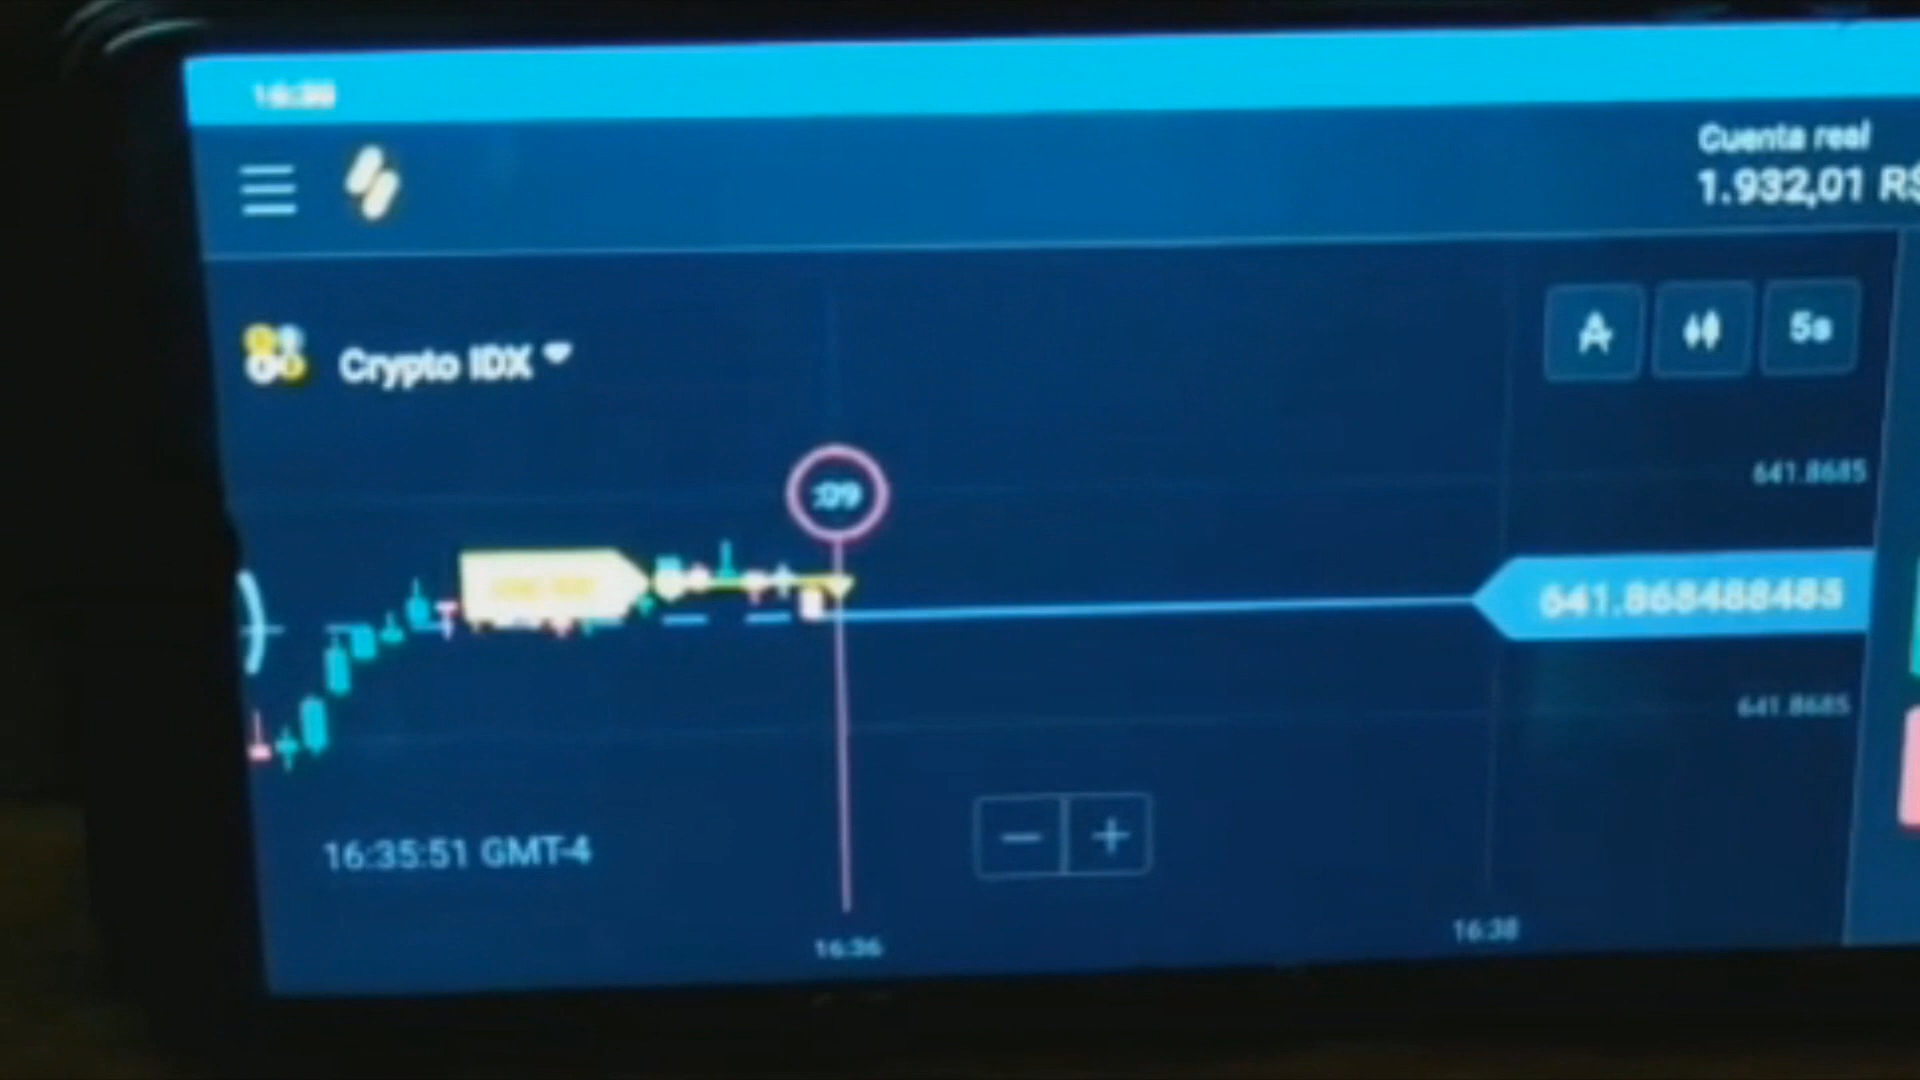 Cuenta real
1.932,01 R$
Crypto IDX
5s
:09
641.8685
641.868488485
641.8685
16:35:51 GMT-4
16:36
16:38